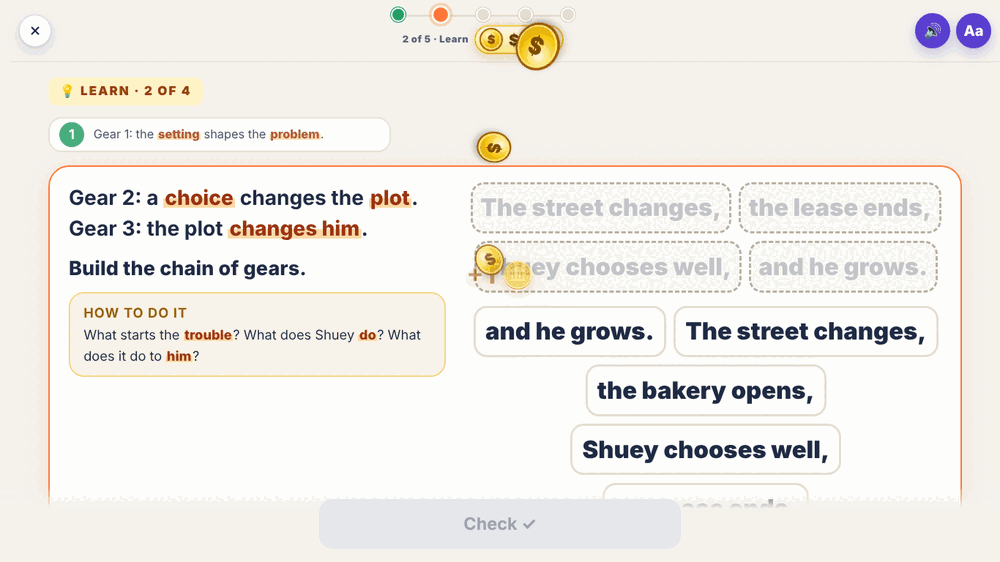 2 of 5 · Learn
Aa
💡 LEARN · 2 OF 4
1 Gear 1: the setting shapes the problem.
Gear 2: a choice changes the plot.
Gear 3: the plot changes him.
Build the chain of gears.
HOW TO DO IT
What starts the trouble? What does Shuey do? What
does it do to him?
The street changes, the lease ends,
chooses well, and he grows.
and he grows. The street changes,
the bakery opens,
Shuey chooses well,
Check ✓